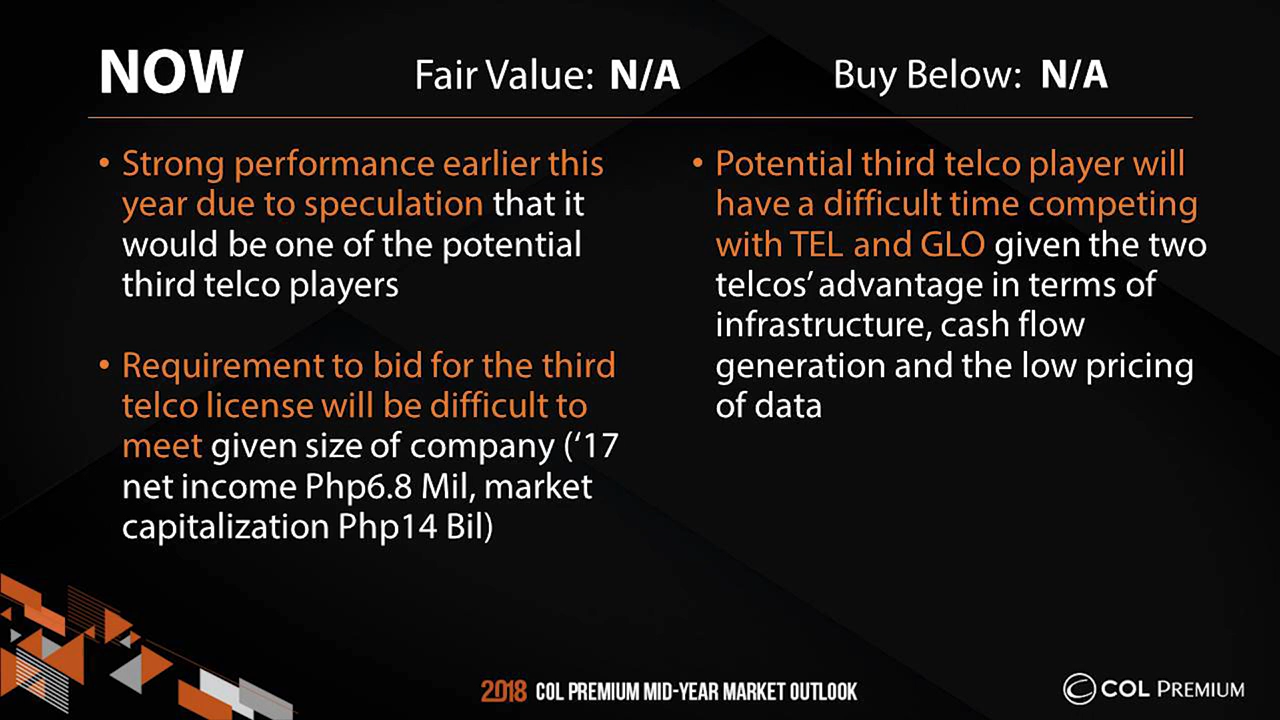 NOW
Fair Value: N/A
Buy Below: N/A
• Strong performance earlier this
year due to speculation that it
would be one of the potential
third telco players
• Requirement to bid for the third
telco license will be difficult to
meet given size of company (‘17
net income Php6.8 Mil, market
capitalization Php14 Bil)
• Potential third telco player will
have a difficult time competing
with TEL and GLO given the two
telcos’ advantage in terms of
infrastructure, cash flow
generation and the low pricing
of data
2018 COL PREMIUM MID-YEAR MARKET OUTLOOK
COL PREMIUM